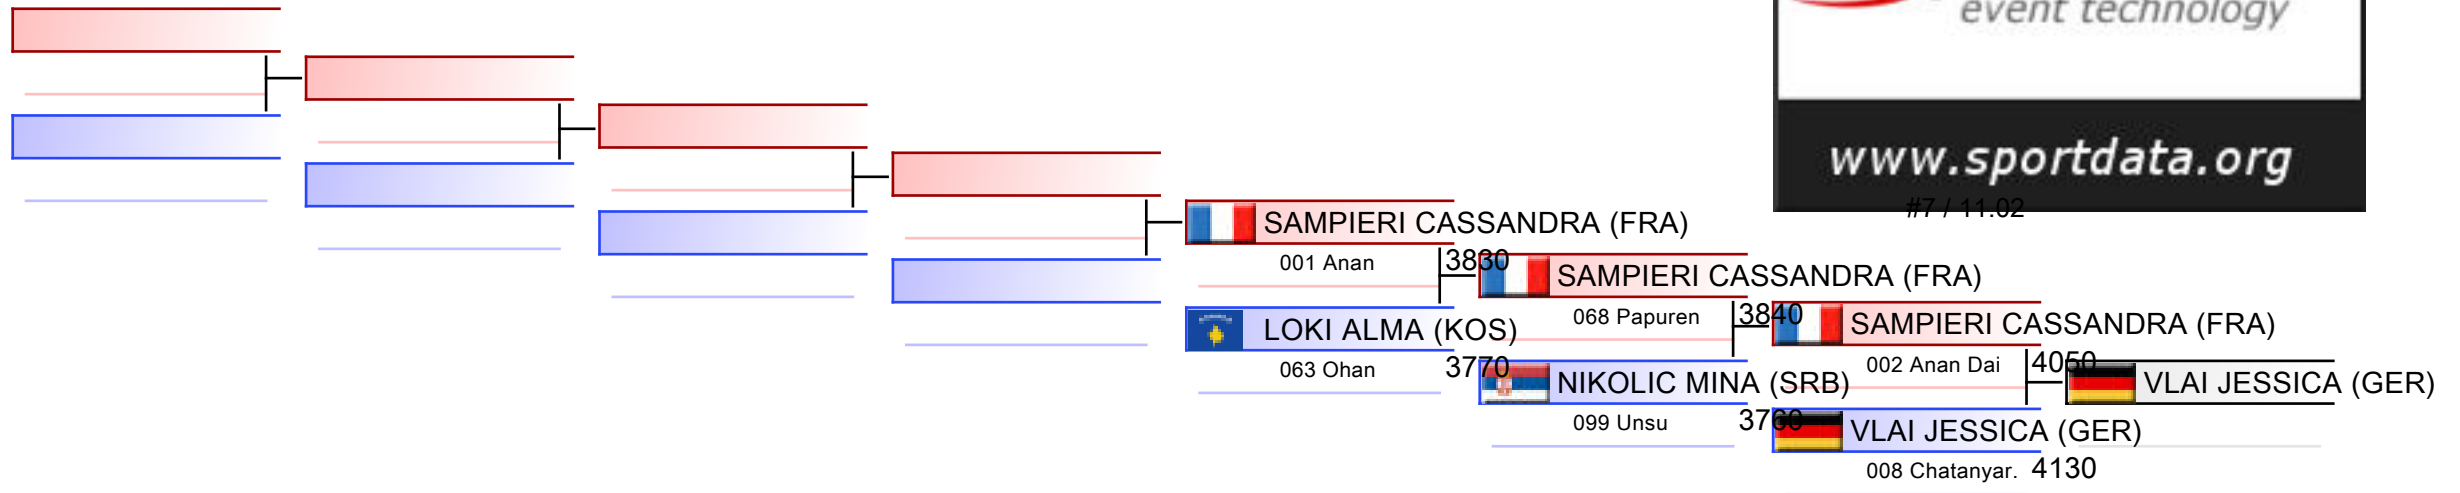 event technology
www.sportdata.org
#7 / 11.02
SAMPIERI CASSANDRA (FRA)
001 Anan 3830
SAMPIERI CASSANDRA (FRA)
LOKI ALMA (KOS)
068 Papuren 3840
SAMPIERI CASSANDRA (FRA)
063 Ohan 3770
NIKOLIC MINA (SRB)
002 Anan Dai 4050
VLAI JESSICA (GER)
099 Unsu 3760
VLAI JESSICA (GER)
008 Chatanyar. 4130